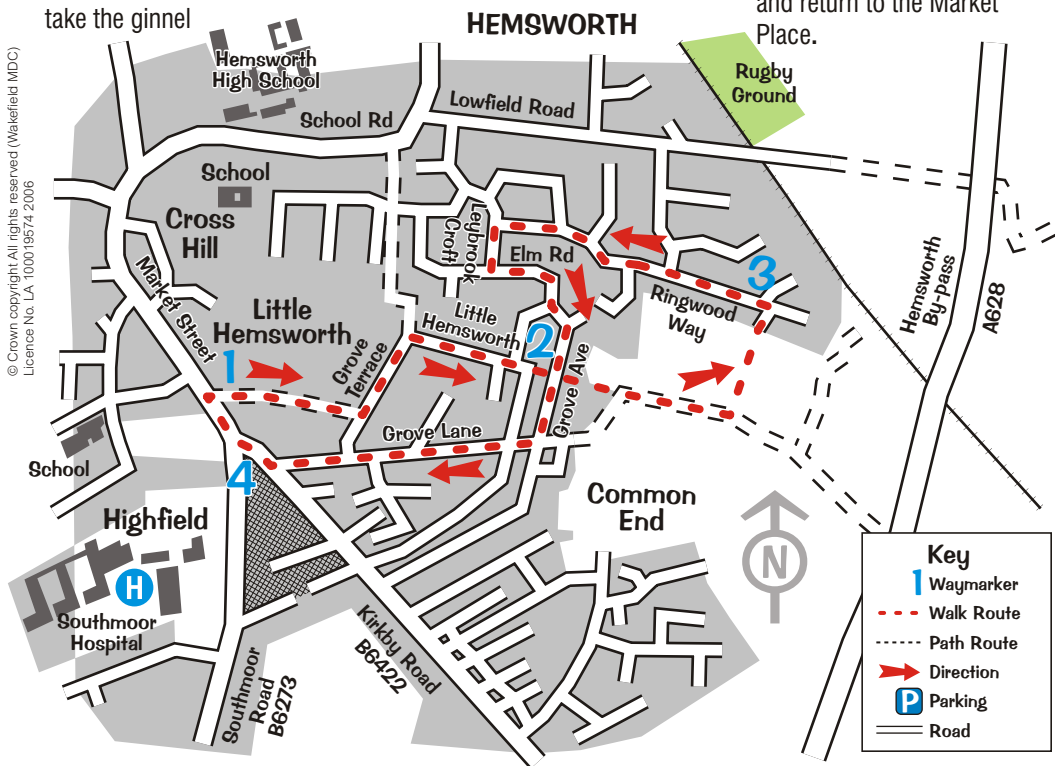 take the ginnel
HEMSWORTH
and return to the Market
Place.
© Crown copyright All rights reserved (Wakefield MDC)
Licence No. LA 100019574 2006
Hemsworth
High School
Rugby
Ground
Lowfield Road
School Rd
School
Cross
Hill
Leybrook
Croft
Elm Rd
3
Ringwood
Way
Hemsworth
By-pass
A628
Market Street
Little
Hemsworth
Little
Hemsworth
2
1
Grove
Terrace
Grove Ave
Grove Lane
School
4
Common
End
Highfield
H
Southmoor
Hospital
N
Kirkby Road
B6422
Southmoor
Road
B6273
Key
1 Waymarker
Walk Route
Path Route
Direction
P Parking
Road